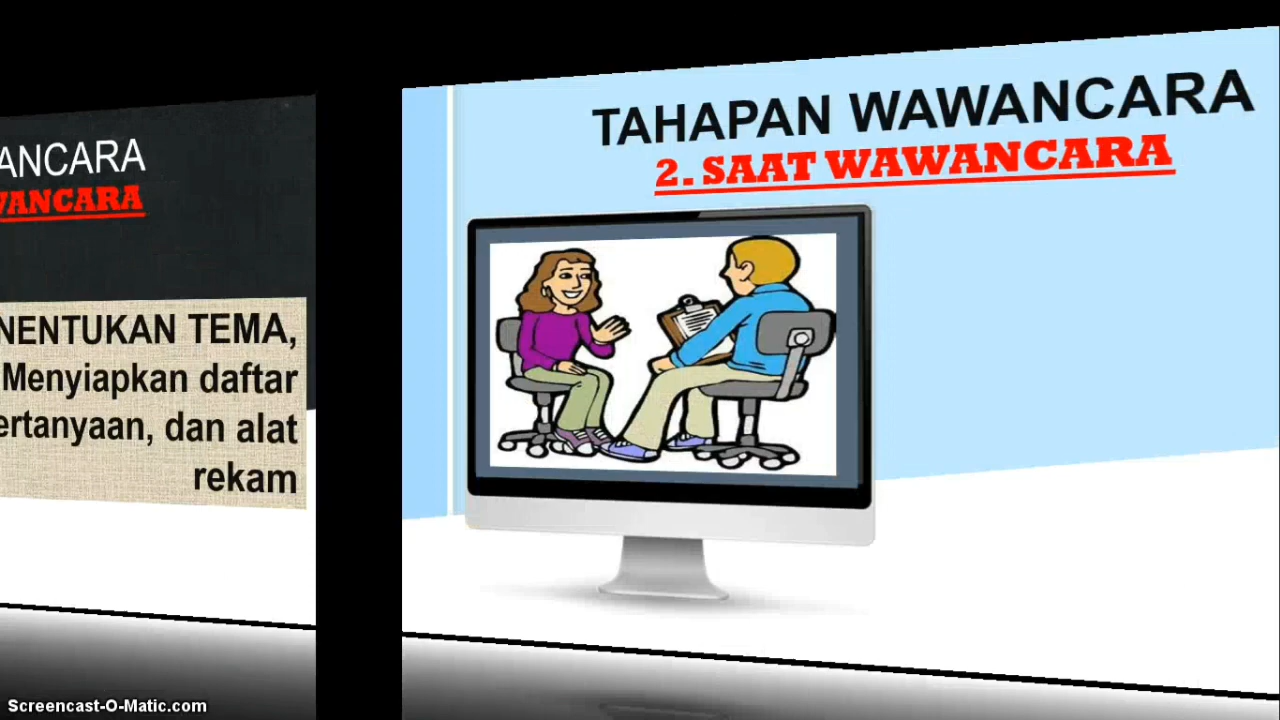 ANCARA
WANCARA
NENTUKAN TEMA,
Menyiapkan daftar
ertanyaan, dan alat
rekam
TAHAPAN WAWANCARA
2. SAAT WAWANCARA
Screencast-O-Matic.com